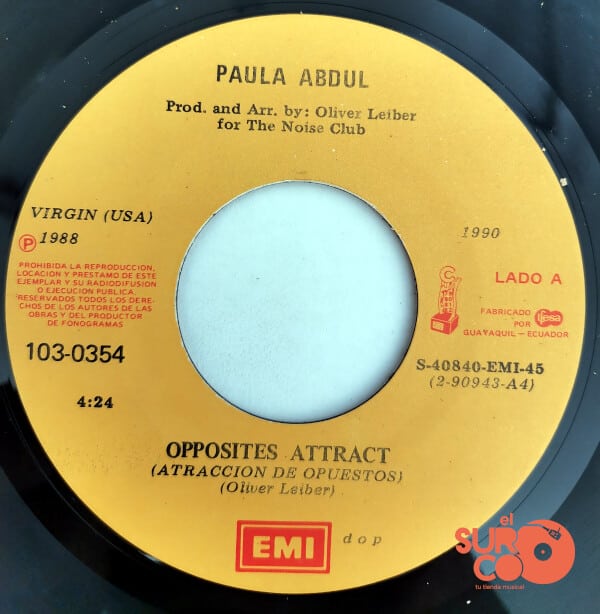 PAULA ABDUL
Prod. and Arr. by: Oliver Leiber
for The Noise Club
VIRGIN (USA)
P 1988
PROHIBIDA LA REPRODUCCION,
LOCACION Y PRESTAMO DE ESTE
EJEMPLAR Y SU RADIODIFUSION
O EJECUCION PUBLICA.
RESERVADOS TODOS LOS DERE-
CHOS DE LOS AUTORES DE LAS
OBRAS Y DEL PRODUCTOR
DE FONOGRAMAS
103-0354
4:24
1990
LADO A
FABRICADO
POR fesa
GUAYAQUIL - ECUADOR
S-40840-EMI-45
(2-90943-A4)
OPPOSITES ATTRACT
(ATRACCION DE OPUESTOS)
(Oliver Leiber)
EMI dop
el
SUR
CO
tu tienda musical